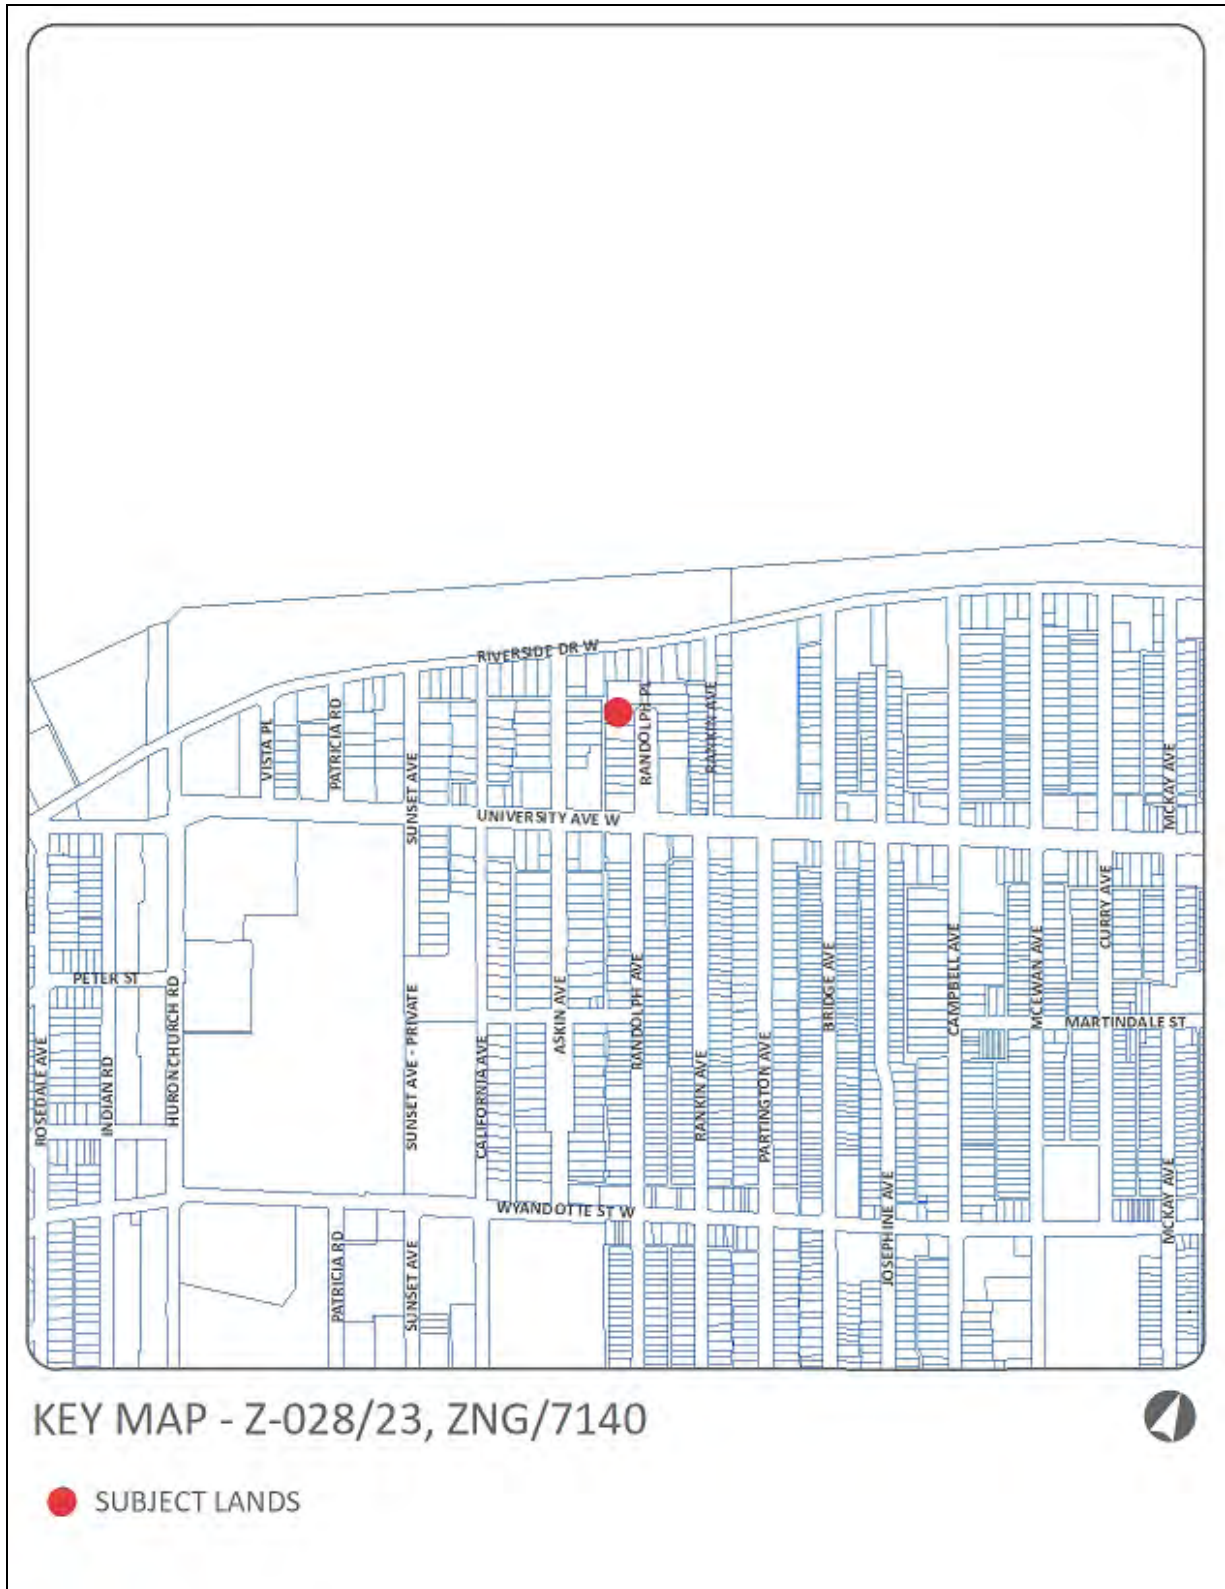 RIVERSIDE DR W
VISTA PL
PATRICIA RD
SUNSET AVE
RANDOLPH PL
RANKIN AVE
MCKAY AVE
UNIVERSITY AVE W
PETER ST
ROSEDALE AVE
INDIAN RD
HURONCHURCH RD
SUNSET AVE - PRIVATE
CALIFORNIA AVE
ASKIN AVE
RANDOLPH AVE
RANKIN AVE
PARTINGTON AVE
BRIDGE AVE
JOSEPHINE AVE
CAMPBELL AVE
MCEWAN AVE
CURRY AVE
MARTINDALE ST
MCKAY AVE
WYANDOTTE ST W
PATRICIA RD
SUNSET AVE
KEY MAP - Z-028/23, ZNG/7140
SUBJECT LANDS